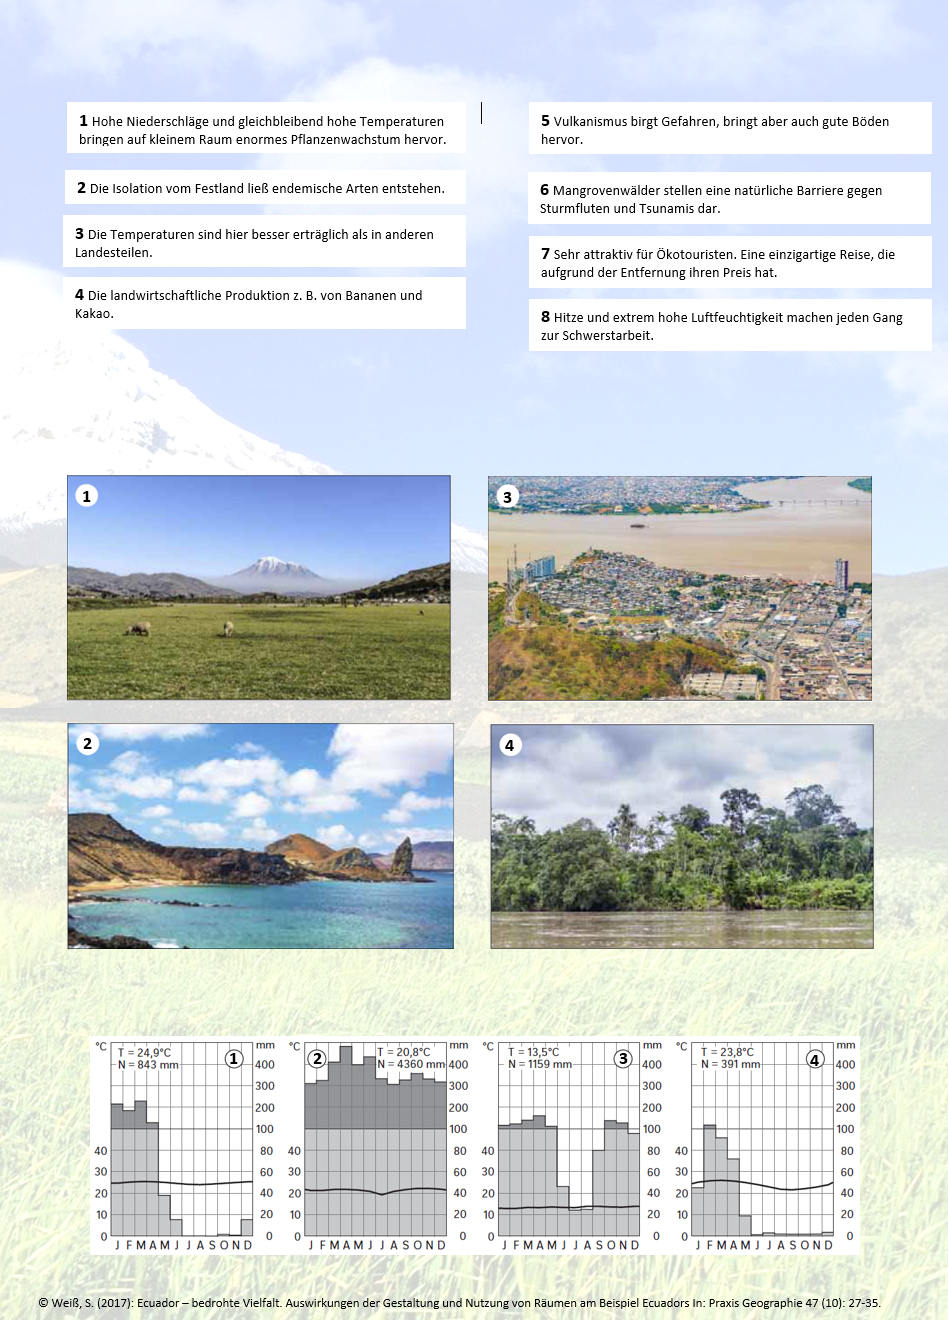 1 Hohe Niederschläge und gleichbleibend hohe Temperaturen
bringen auf kleinem Raum enormes Pflanzenwachstum hervor.
2 Die Isolation vom Festland ließ endemische Arten entstehen.
3 Die Temperaturen sind hier besser erträglich als in anderen
Landesteilen.
4 Die landwirtschaftliche Produktion z. B. von Bananen und
Kakao.
5 Vulkanismus birgt Gefahren, bringt aber auch gute Böden
hervor.
6 Mangrovenwälder stellen eine natürliche Barriere gegen
Sturmfluten und Tsunamis dar.
7 Sehr attraktiv für Ökotouristen. Eine einzigartige Reise, die
aufgrund der Entfernung ihren Preis hat.
8 Hitze und extrem hohe Luftfeuchtigkeit machen jeden Gang
zur Schwerstarbeit.
1
3
2
4
°C
T = 24,9°C
N = 843 mm
1
mm
400
300
200
100
40 80
30 60
20 40
10 20
0 0
J F M A M J J A S O N D
°C
2
T = 20,8°C
N = 4360 mm
mm
400
300
200
100
40 80
30 60
20 40
10 20
0 0
J F M A M J J A S O N D
°C
T = 13,5°C
N = 1159 mm
3
mm
400
300
200
100
40 80
30 60
20 40
10 20
0 0
J F M A M J J A S O N D
°C
T = 23,8°C
N = 391 mm
4
mm
400
300
200
100
40 80
30 60
20 40
10 20
0 0
J F M A M J J A S O N D
© Weiß, S. (2017): Ecuador – bedrohte Vielfalt. Auswirkungen der Gestaltung und Nutzung von Räumen am Beispiel Ecuadors In: Praxis Geographie 47 (10): 27-35.